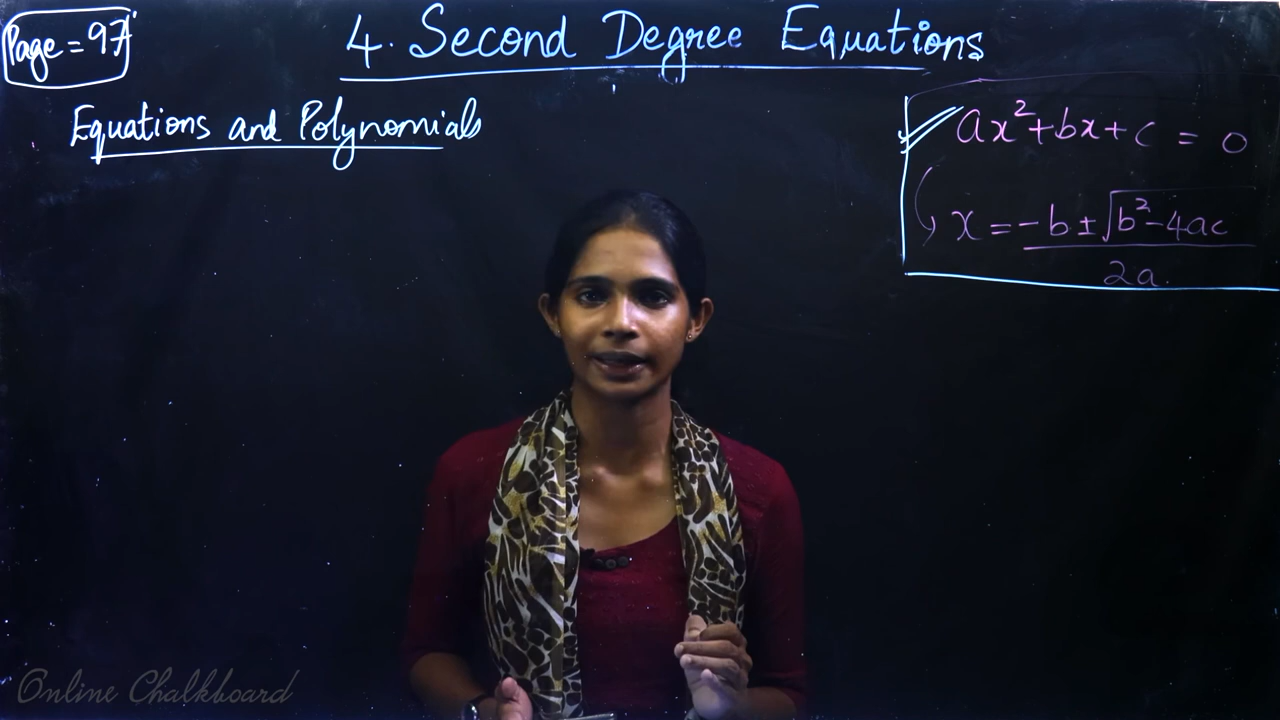 Page = 97
4. Second Degree Equations
Equations and Polynomials
ax²+bx+c = 0
x = -b ± √b²-4ac
2a.
Online Chalkboard